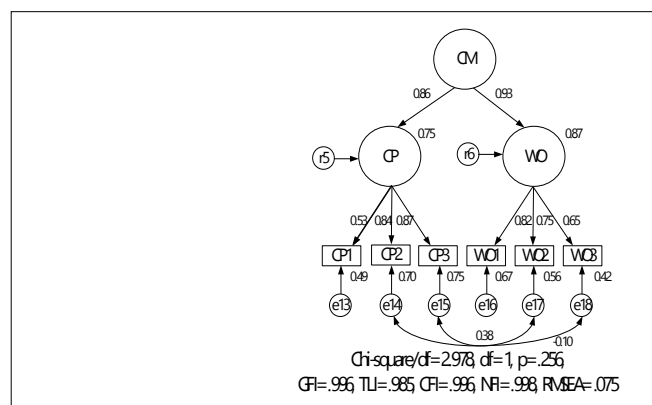 CM
0.86 0.93
0.75 0.87
r5 CP r6 WO
0.53 0.84 0.87 0.82 0.75 0.65
CP1 CP2 CP3 WO1 WO2 WO3
0.49 0.70 0.75 0.67 0.56 0.42
e13 e14 e15 e16 e17 e18
0.38 -0.10
Chi-square/df=2.978, df=1, p=.256,
GFI=.996, TLI=.985, CFI=.996, NFI=.998, RMSEA=.075